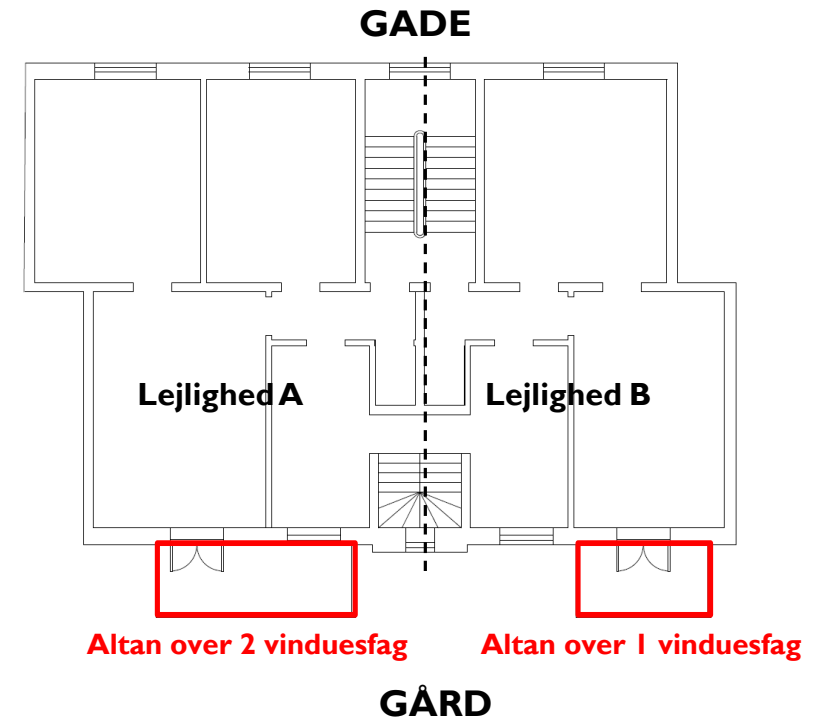 GADE
Lejlighed A
Lejlighed B
Altan over 2 vinduesfag
Altan over 1 vinduesfag
GÅRD